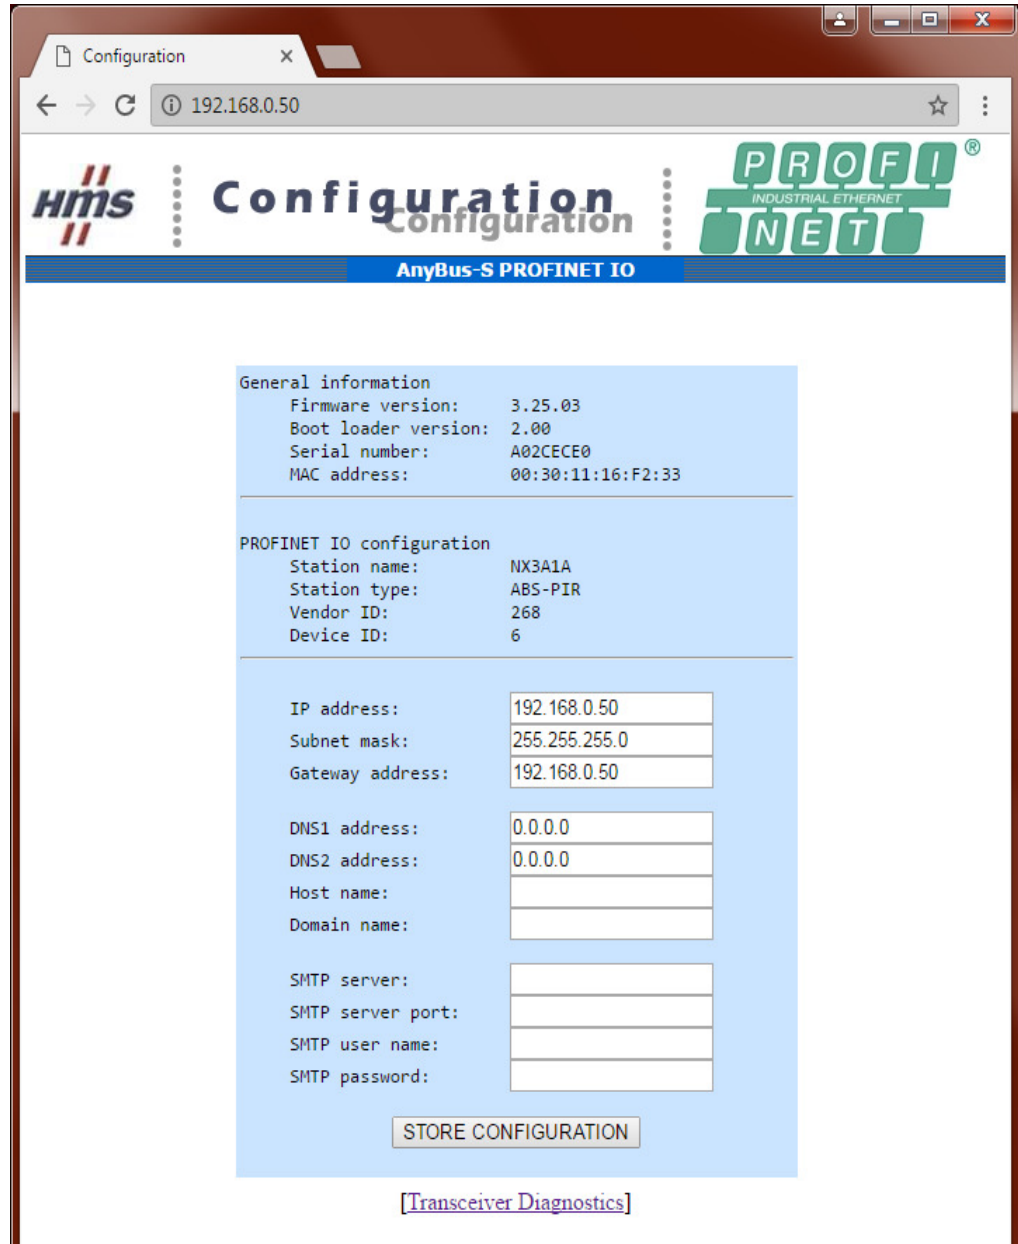 Configuration
192.168.0.50
HMS
Configuration
Configuration
PROFI
®
INDUSTRIAL ETHERNET
NET
AnyBus-S PROFINET IO
General information
Firmware version: 3.25.03
Boot loader version: 2.00
Serial number: A02CECE0
MAC address: 00:30:11:16:F2:33
PROFINET IO configuration
Station name: NX3A1A
Station type: ABS-PIR
Vendor ID: 268
Device ID: 6
IP address: 192.168.0.50
Subnet mask: 255.255.255.0
Gateway address: 192.168.0.50
DNS1 address: 0.0.0.0
DNS2 address: 0.0.0.0
Host name:
Domain name:
SMTP server:
SMTP server port:
SMTP user name:
SMTP password:
STORE CONFIGURATION
[Transceiver Diagnostics]